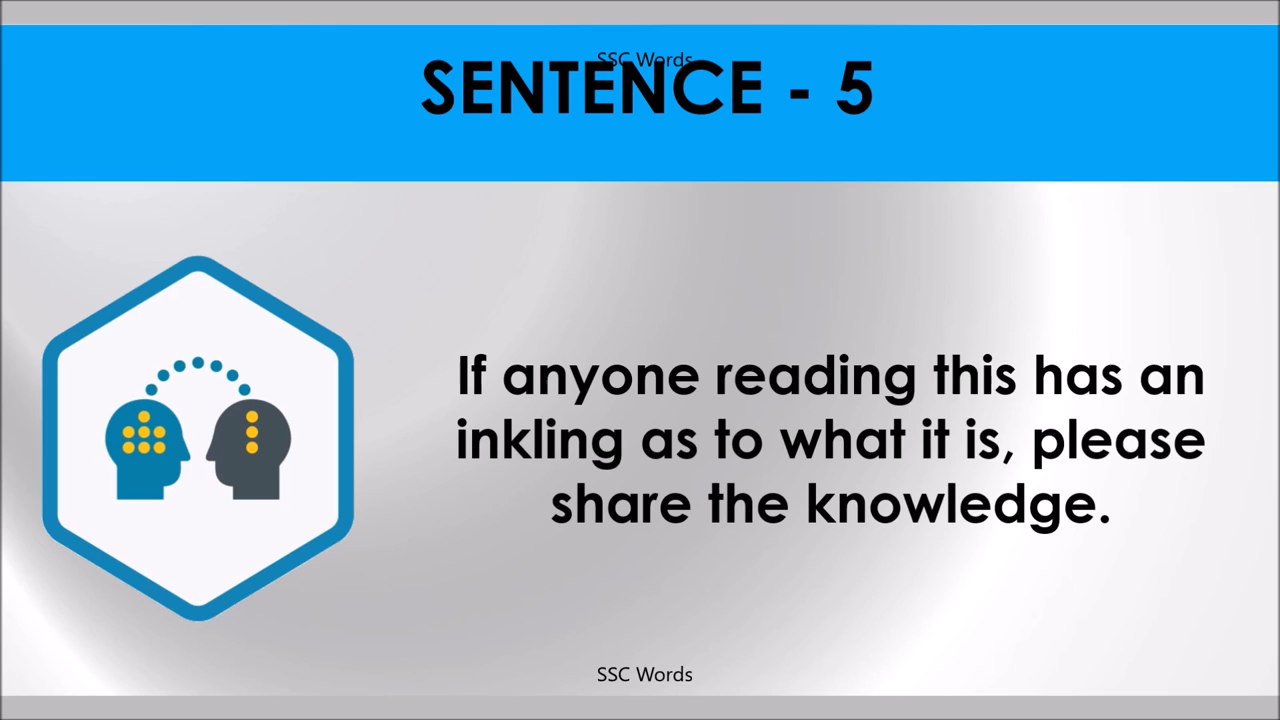 SSC Words
SENTENCE - 5
If anyone reading this has an
inkling as to what it is, please
share the knowledge.
SSC Words